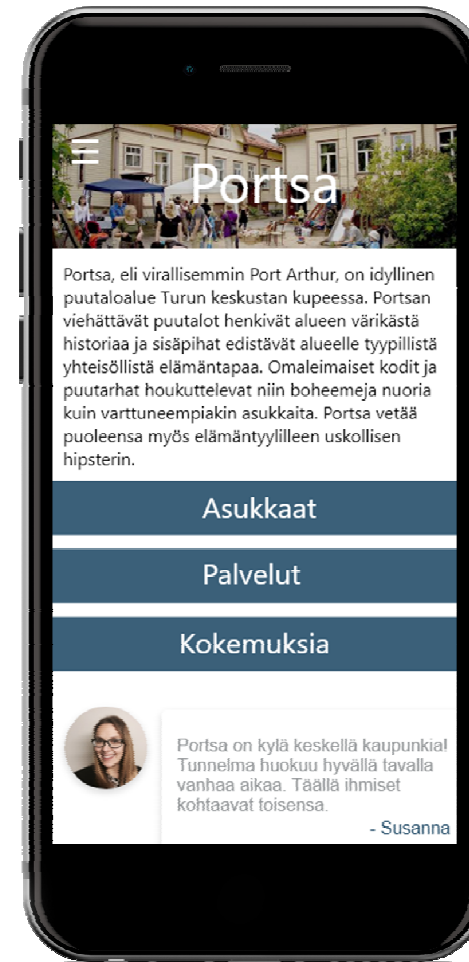 Portsa
Portsa, eli virallisemmin Port Arthur, on idyllinen
puutaloalue Turun keskustan kupeessa. Portsan
viehättävät puutalot henkivät alueen värikästä
historiaa ja sisäpihat edistävät alueelle tyypillistä
yhteisöllistä elämäntapaa. Omaleimaiset kodit ja
puutarhat houkuttelevat niin boheemeja nuoria
kuin varttuneempiakin asukkaita. Portsa vetää
puoleensa myös elämäntyylilleen uskollisen
hipsterin.
Asukkaat
Palvelut
Kokemuksia
Portsa on kylä keskellä kaupunkia!
Tunnelma huokuu hyvällä tavalla
vanhaa aikaa. Täällä ihmiset
kohtaavat toisensa.
- Susanna